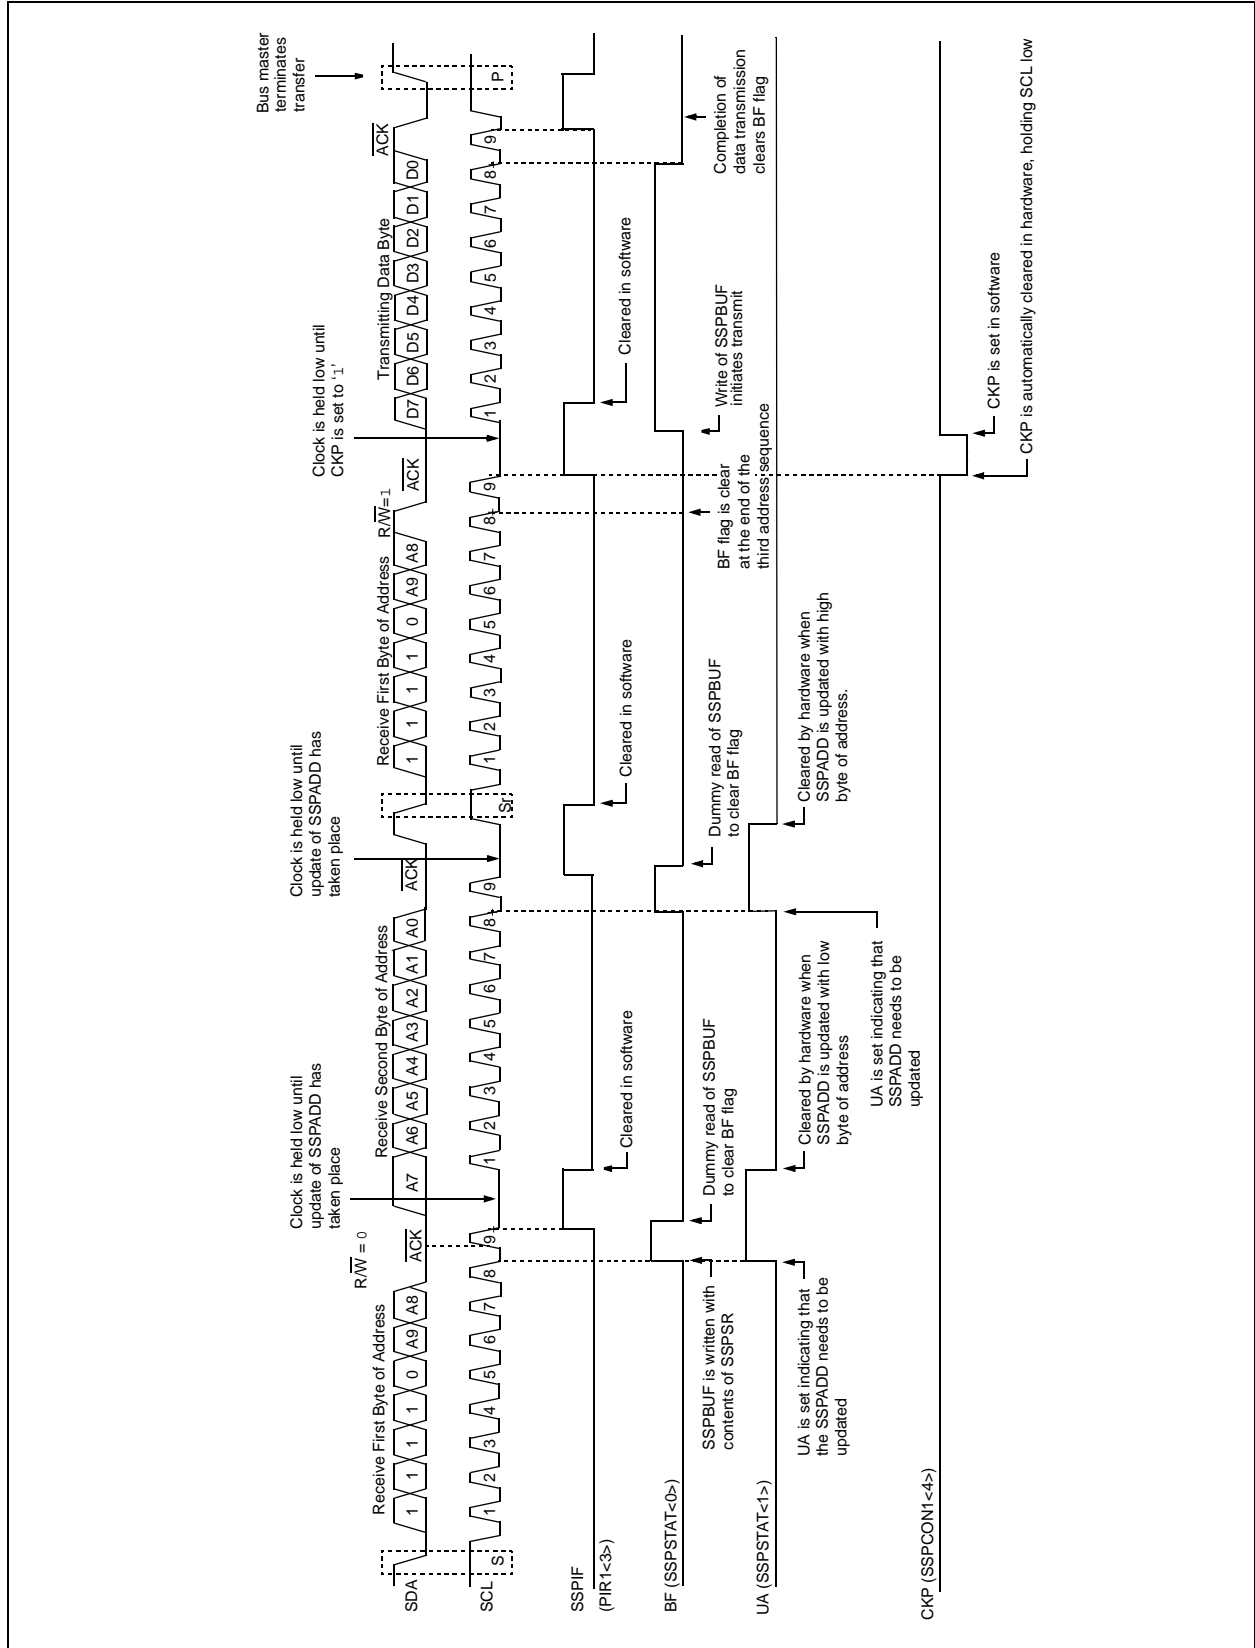 Bus master
terminates
transfer
Clock is held low until
CKP is set to ‘1’
Clock is held low until
update of SSPADD has
taken place
Clock is held low until
update of SSPADD has
taken place
R/W = 0
Receive First Byte of Address
ACK
Receive Second Byte of Address
ACK
Receive First Byte of Address
R/W=1
ACK
Transmitting Data Byte
ACK
SDA
1 1 1 1 0 A9 A8
A7 A6 A5 A4 A3 A2 A1 A0
1 1 1 1 0 A9 A8
D7 D6 D5 D4 D3 D2 D1 D0
SCL
S
1 2 3 4 5 6 7 8 9
1 2 3 4 5 6 7 8 9
Sr
1 2 3 4 5 6 7 8 9
1 2 3 4 5 6 7 8 9
P
SSPIF
(PIR1<3>)
Cleared in software
Cleared in software
Cleared in software
BF (SSPSTAT<0>)
SSPBUF is written with
contents of SSPSR
Dummy read of SSPBUF
to clear BF flag
Dummy read of SSPBUF
to clear BF flag
BF flag is clear
at the end of the
third address sequence
Write of SSPBUF
initiates transmit
Completion of
data transmission
clears BF flag
UA (SSPSTAT<1>)
UA is set indicating that
the SSPADD needs to be
updated
Cleared by hardware when
SSPADD is updated with low
byte of address
UA is set indicating that
SSPADD needs to be
updated
Cleared by hardware when
SSPADD is updated with high
byte of address.
CKP (SSPCON1<4>)
CKP is set in software
CKP is automatically cleared in hardware, holding SCL low